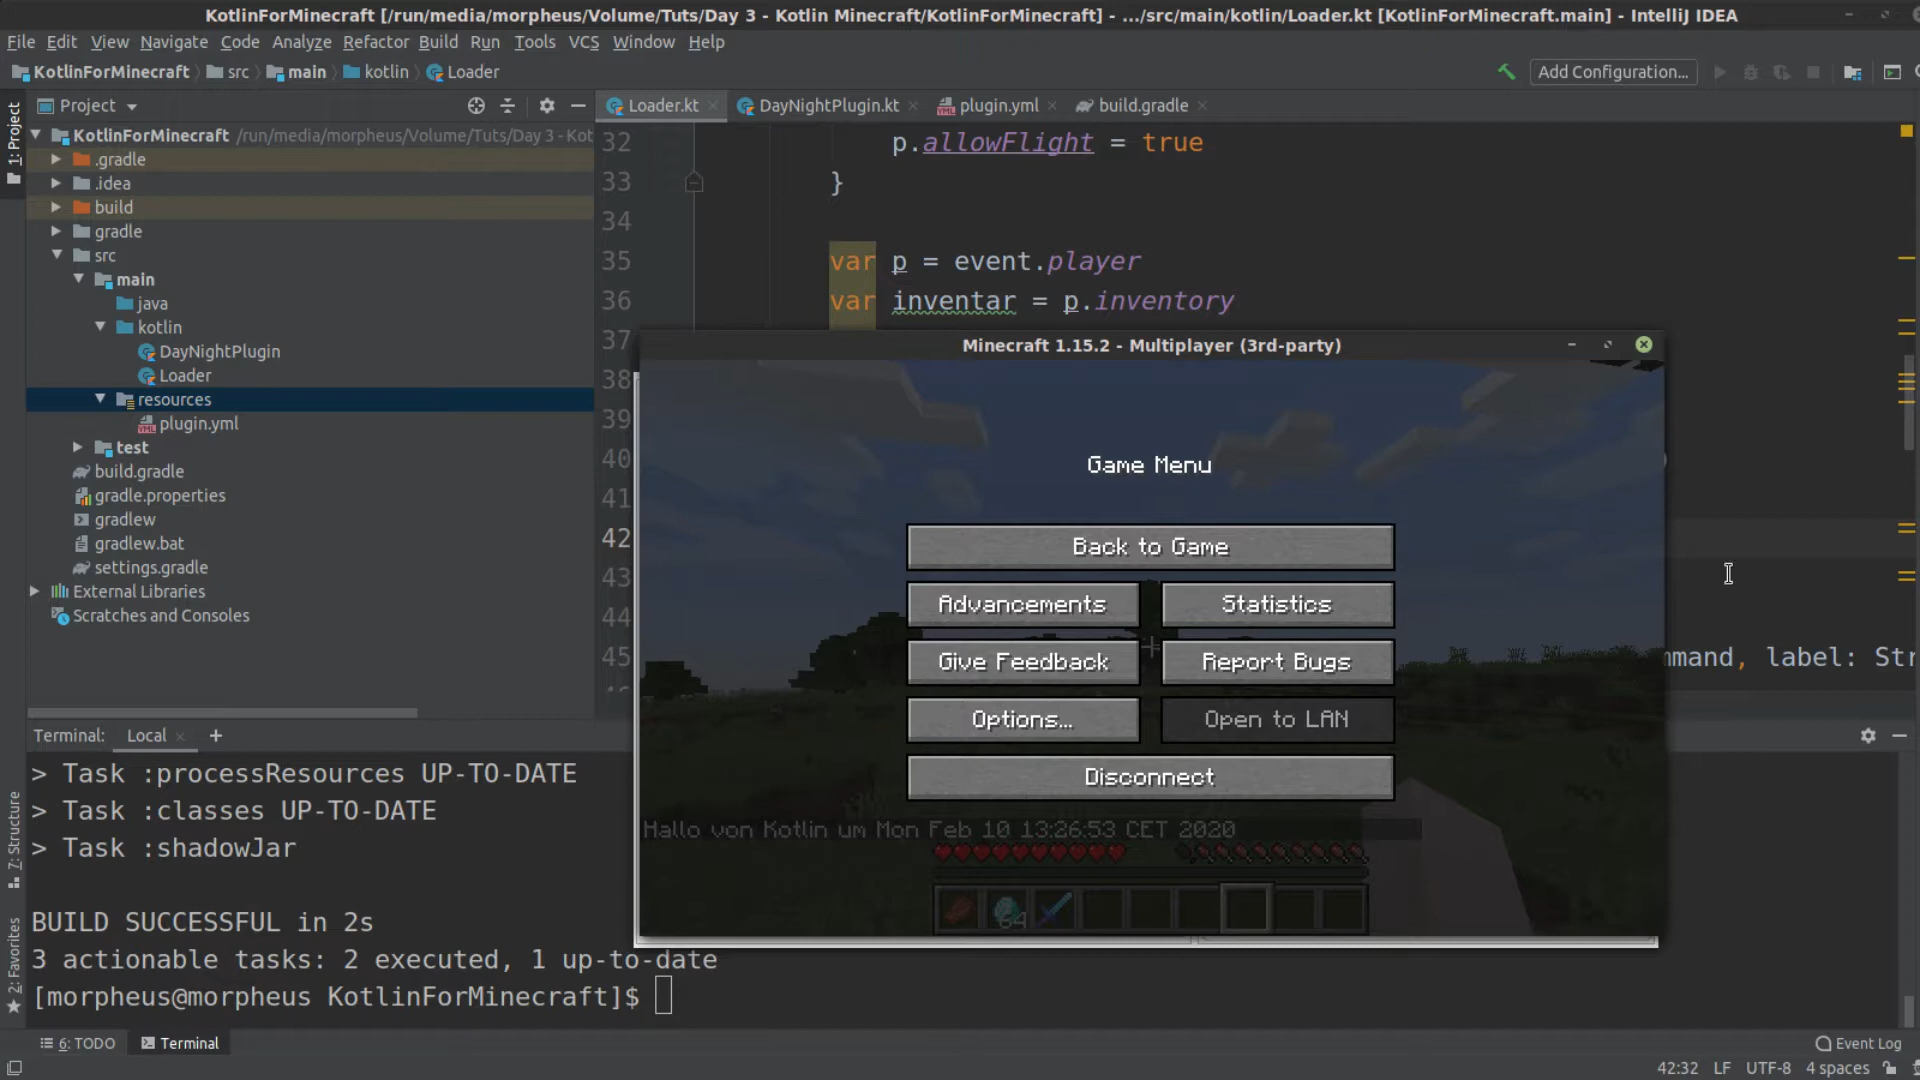 KotlinForMinecraft [/run/media/morpheus/Volume/Tuts/Day 3 - Kotlin Minecraft/KotlinForMinecraft] - .../src/main/kotlin/Loader.kt [KotlinForMinecraft.main] - IntelliJ IDEA
File Edit View Navigate Code Analyze Refactor Build Run Tools VCS Window Help
KotlinForMinecraft src main kotlin Loader
Add Configuration...
1: Project
Project
Loader.kt DayNightPlugin.kt plugin.yml build.gradle
KotlinForMinecraft /run/media/morpheus/Volume/Tuts/Day 3 - Kot
.gradle
.idea
build
gradle
src
main
java
kotlin
DayNightPlugin
Loader
resources
plugin.yml
test
build.gradle
gradle.properties
gradlew
gradlew.bat
settings.gradle
External Libraries
Scratches and Consoles
32 p.allowFlight = true
33 }
34
35 var p = event.player
36 var inventar = p.inventory
37
38
39
40 )
41
42
43
44
45 mmand, label: Str
Minecraft 1.15.2 - Multiplayer (3rd-party)
Game Menu
Back to Game
Advancements Statistics
Give Feedback Report Bugs
Options... Open to LAN
Disconnect
Hallo von Kotlin um Mon Feb 10 13:26:53 CET 2020
64
Terminal: Local +
> Task :processResources UP-TO-DATE
> Task :classes UP-TO-DATE
> Task :shadowJar
BUILD SUCCESSFUL in 2s
3 actionable tasks: 2 executed, 1 up-to-date
[morpheus@morpheus KotlinForMinecraft]$
7: Structure
2: Favorites
6: TODO Terminal
Event Log
42:32 LF UTF-8 4 spaces